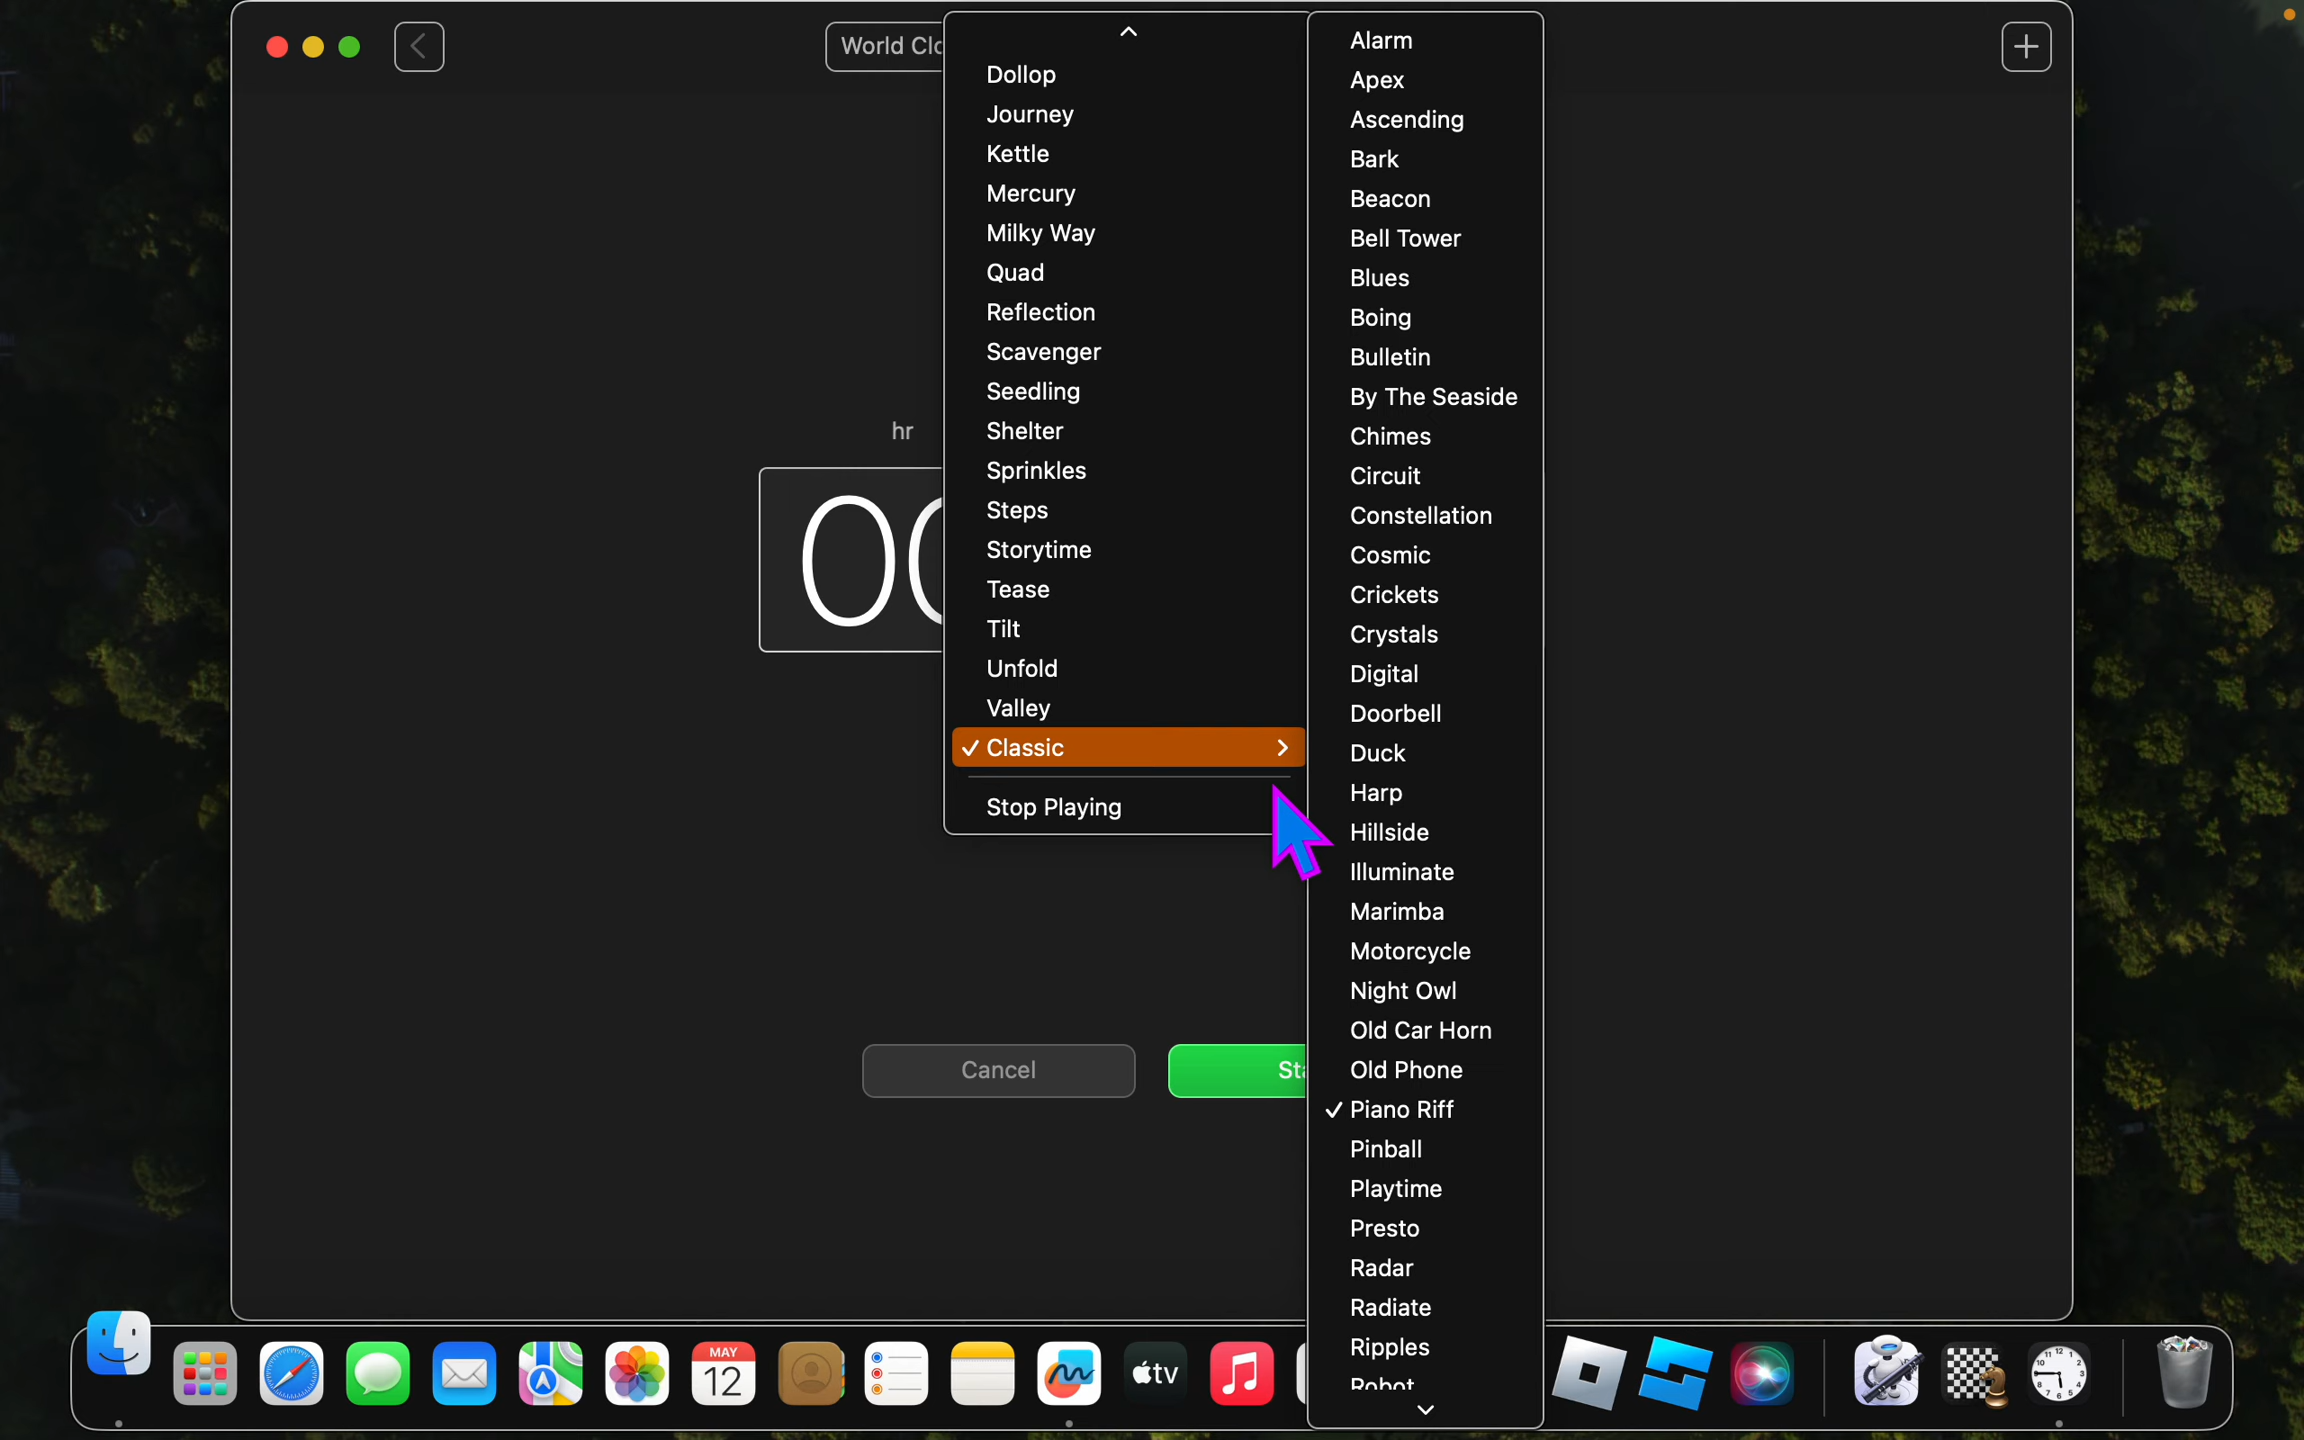 World Clo
hr
00
Dollop
Journey
Kettle
Mercury
Milky Way
Quad
Reflection
Scavenger
Seedling
Shelter
Sprinkles
Steps
Storytime
Tease
Tilt
Unfold
Valley
✓ Classic
Stop Playing
Alarm
Apex
Ascending
Bark
Beacon
Bell Tower
Blues
Boing
Bulletin
By The Seaside
Chimes
Circuit
Constellation
Cosmic
Crickets
Crystals
Digital
Doorbell
Duck
Harp
Hillside
Illuminate
Marimba
Motorcycle
Night Owl
Old Car Horn
Old Phone
✓ Piano Riff
Pinball
Playtime
Presto
Radar
Radiate
Ripples
Robot
Cancel
Sta
MAY
12
tv